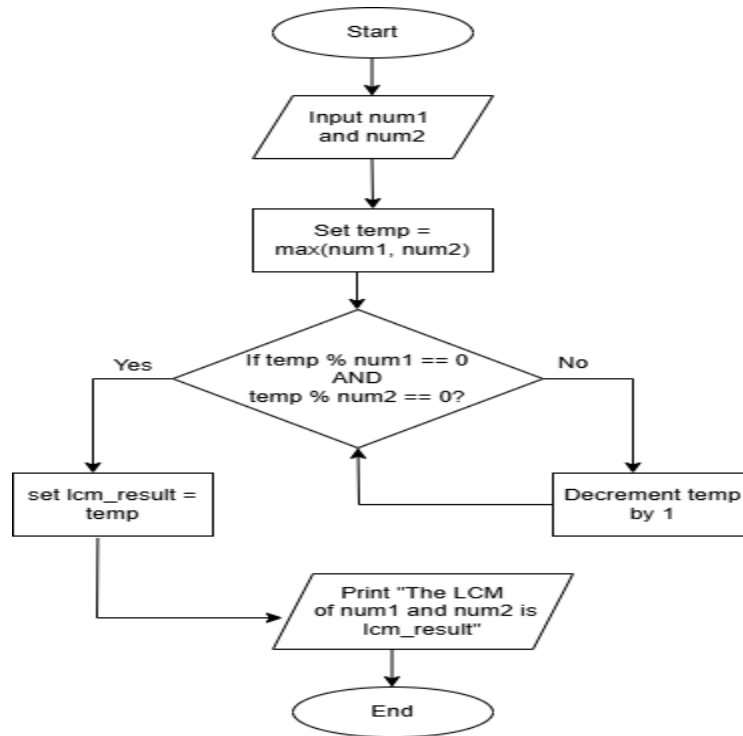 Start
Input num1
and num2
Set temp =
max(num1, num2)
If temp % num1 == 0
AND
temp % num2 == 0?
Yes
No
set lcm_result =
temp
Decrement temp
by 1
Print "The LCM
of num1 and num2 is
lcm_result"
End